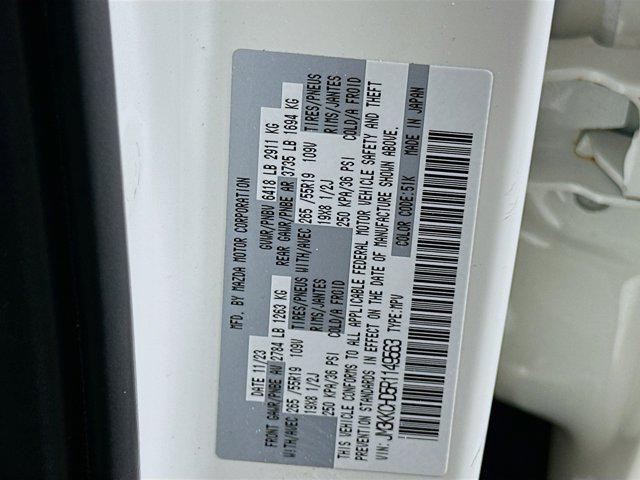 MFD. BY MAZDA MOTOR CORPORATION
DATE 11/23 GVWR/PNBV 6418 LB 2911 KG
FRONT GAWR/PNBE AV 2784 LB 1263 KG REAR GAWR/PNBE AR 3735 LB 1694 KG
WITH/AVEC 265 /55R19 109V TIRES/PNEUS WITH/AVEC 265 /55R19 109V TIRES/PNEUS
19X8 1/2J RIMS/JANTES 19X8 1/2J RIMS/JANTES
250 KPA/36 PSI COLD/A FROID 250 KPA/36 PSI COLD/A FROID
THIS VEHICLE CONFORMS TO ALL APPLICABLE FEDERAL MOTOR VEHICLE SAFETY AND THEFT
PREVENTION STANDARDS IN EFFECT ON THE DATE OF MANUFACTURE SHOWN ABOVE.
VIN: TYPE:MPV COLOR CODE:51K MADE IN JAPAN